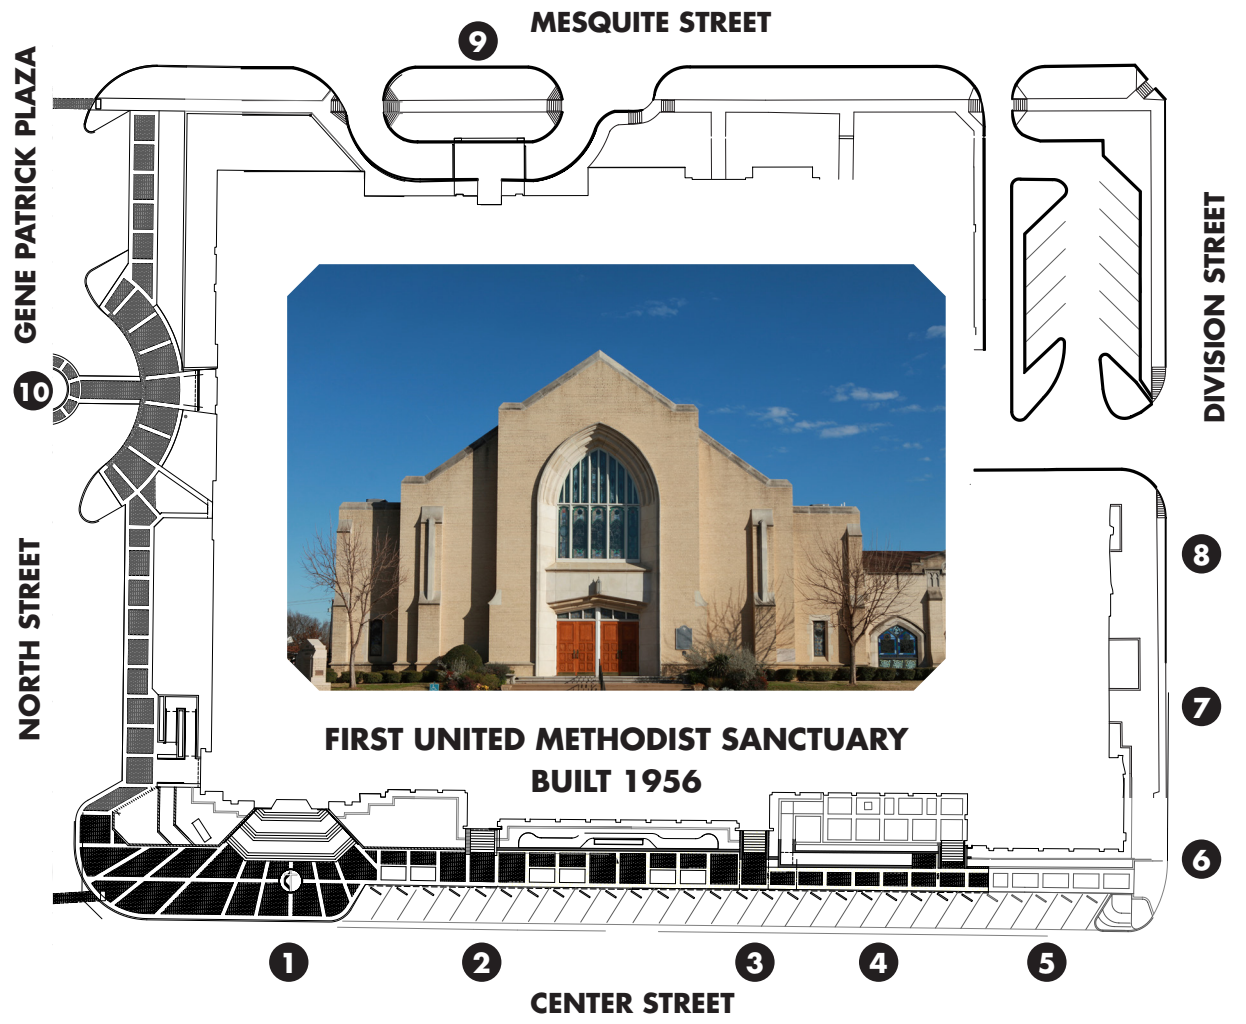 MESQUITE STREET
9
GENE PATRICK PLAZA
10
NORTH STREET
DIVISION STREET
8
7
6
FIRST UNITED METHODIST SANCTUARY
BUILT 1956
1
2
3
4
5
CENTER STREET